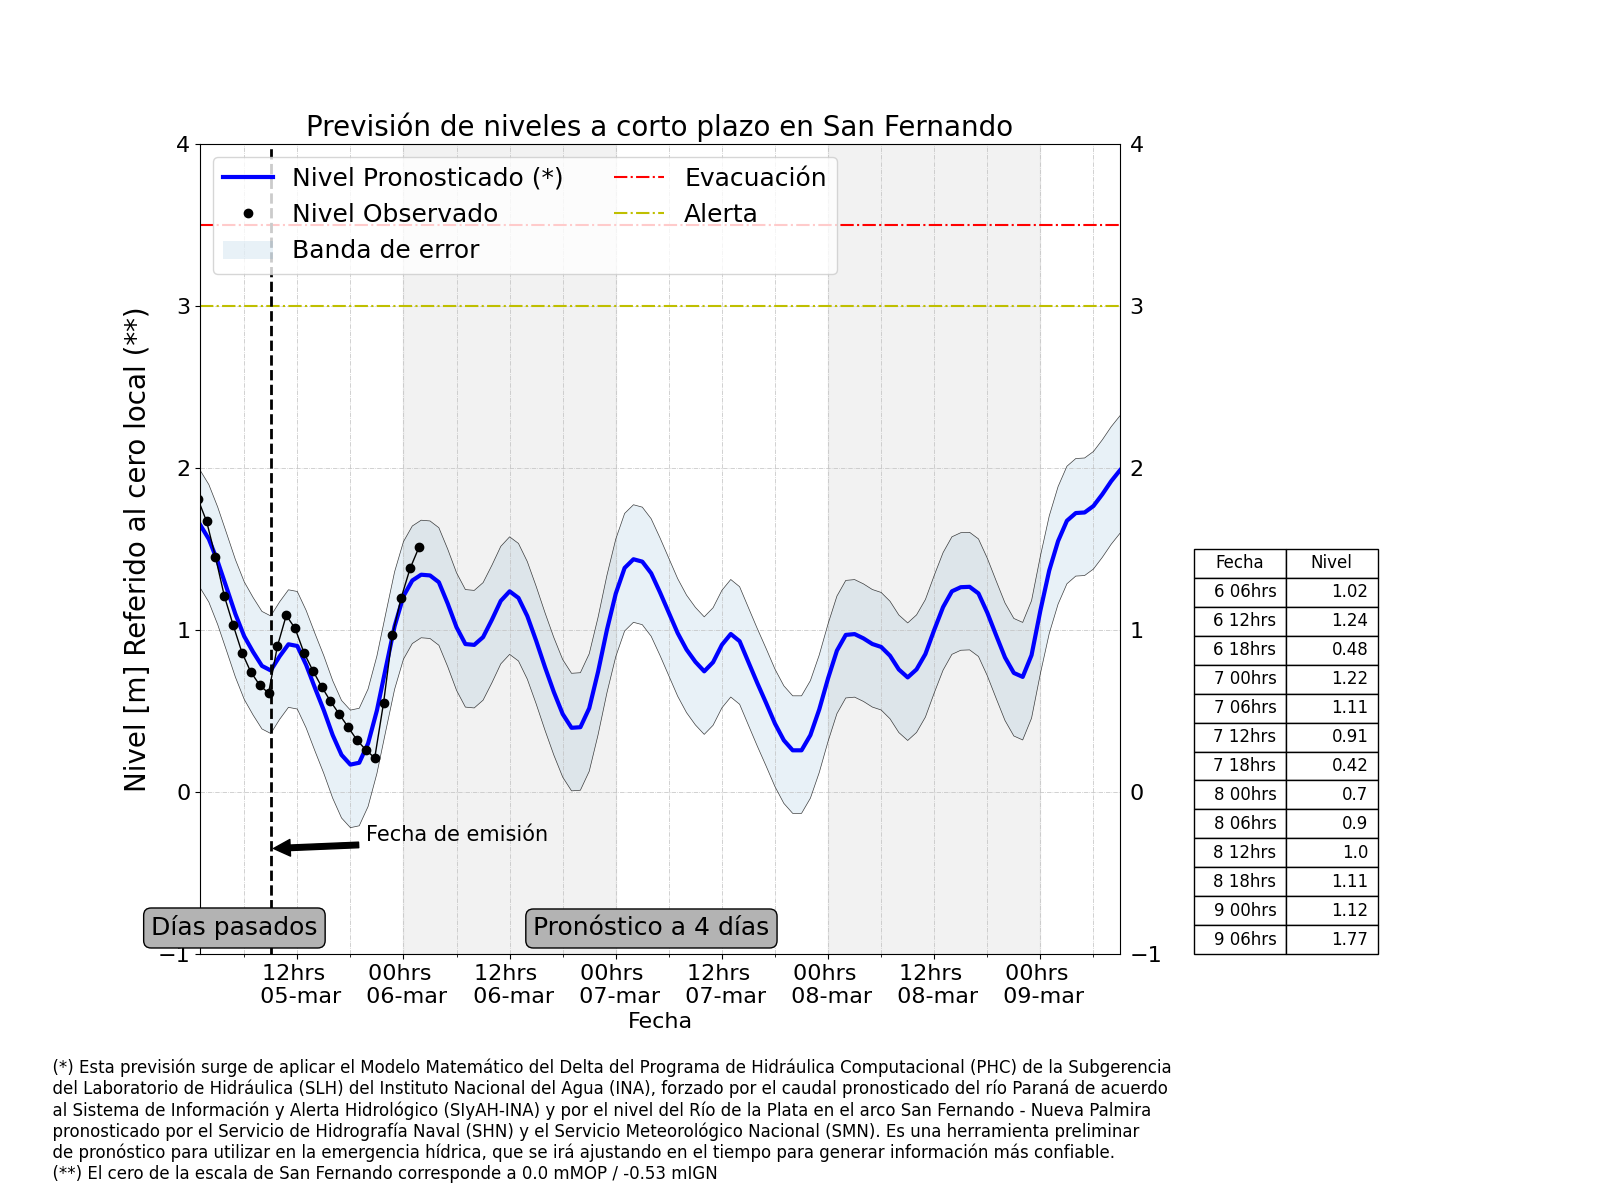 Previsión de niveles a corto plazo en San Fernando
4
3
2
1
0
−1
4
3
2
1
0
−1
Nivel [m] Referido al cero local (**)
Nivel Pronosticado (*)
Nivel Observado
Banda de error
Evacuación
Alerta
Fecha de emisión
Días pasados
Pronóstico a 4 días
12hrs
05-mar
00hrs
06-mar
12hrs
06-mar
00hrs
07-mar
12hrs
07-mar
00hrs
08-mar
12hrs
08-mar
00hrs
09-mar
Fecha
Fecha Nivel
6 06hrs 1.02
6 12hrs 1.24
6 18hrs 0.48
7 00hrs 1.22
7 06hrs 1.11
7 12hrs 0.91
7 18hrs 0.42
8 00hrs 0.7
8 06hrs 0.9
8 12hrs 1.0
8 18hrs 1.11
9 00hrs 1.12
9 06hrs 1.77
(*) Esta previsión surge de aplicar el Modelo Matemático del Delta del Programa de Hidráulica Computacional (PHC) de la Subgerencia
del Laboratorio de Hidráulica (SLH) del Instituto Nacional del Agua (INA), forzado por el caudal pronosticado del río Paraná de acuerdo
al Sistema de Información y Alerta Hidrológico (SIyAH-INA) y por el nivel del Río de la Plata en el arco San Fernando - Nueva Palmira
pronosticado por el Servicio de Hidrografía Naval (SHN) y el Servicio Meteorológico Nacional (SMN). Es una herramienta preliminar
de pronóstico para utilizar en la emergencia hídrica, que se irá ajustando en el tiempo para generar información más confiable.
(**) El cero de la escala de San Fernando corresponde a 0.0 mMOP / -0.53 mIGN